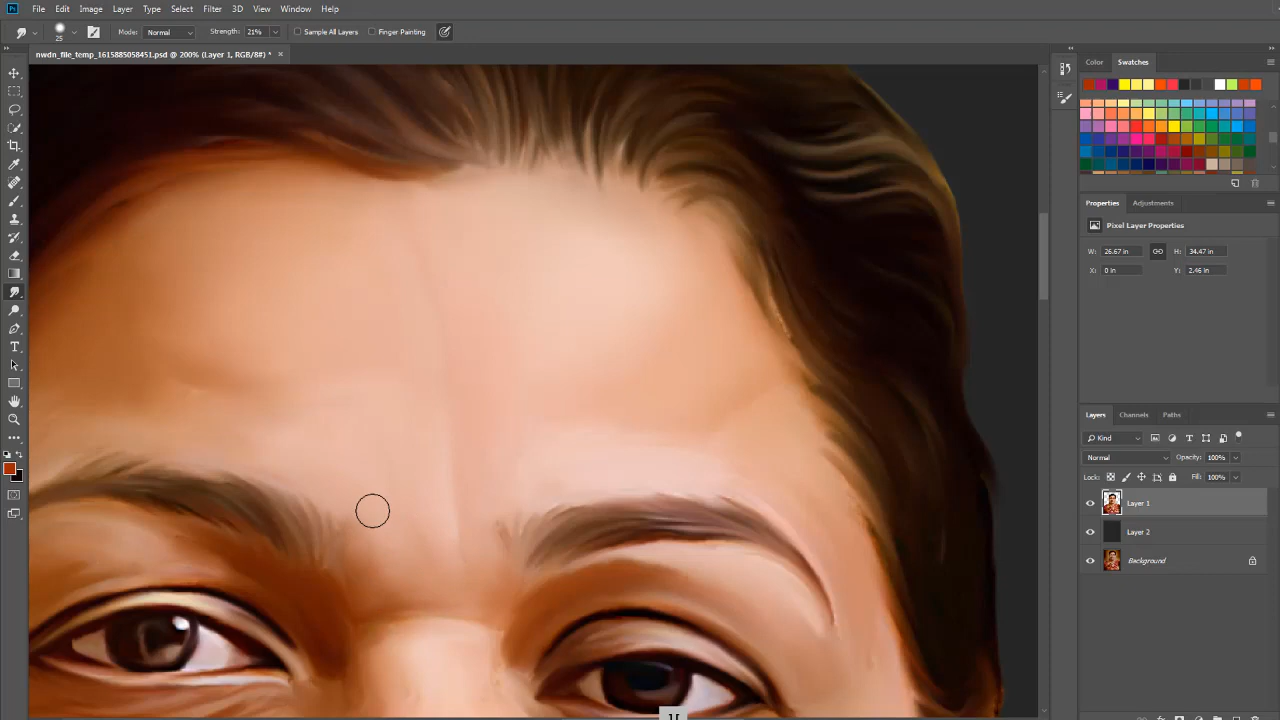 Ps File Edit Image Layer Type Select Filter 3D View Window Help
25 Mode: Normal Strength: 21% Sample All Layers Finger Painting
nwdn_file_temp_1615885058451.psd @ 200% (Layer 1, RGB/8#) * ×
Color Swatches
Properties Adjustments
Pixel Layer Properties
W: 26.67 in H: 34.47 in
X: 0 in Y: 2.46 in
Layers Channels Paths
Kind
Normal Opacity: 100%
Lock: Fill: 100%
Layer 1
Layer 2
Background